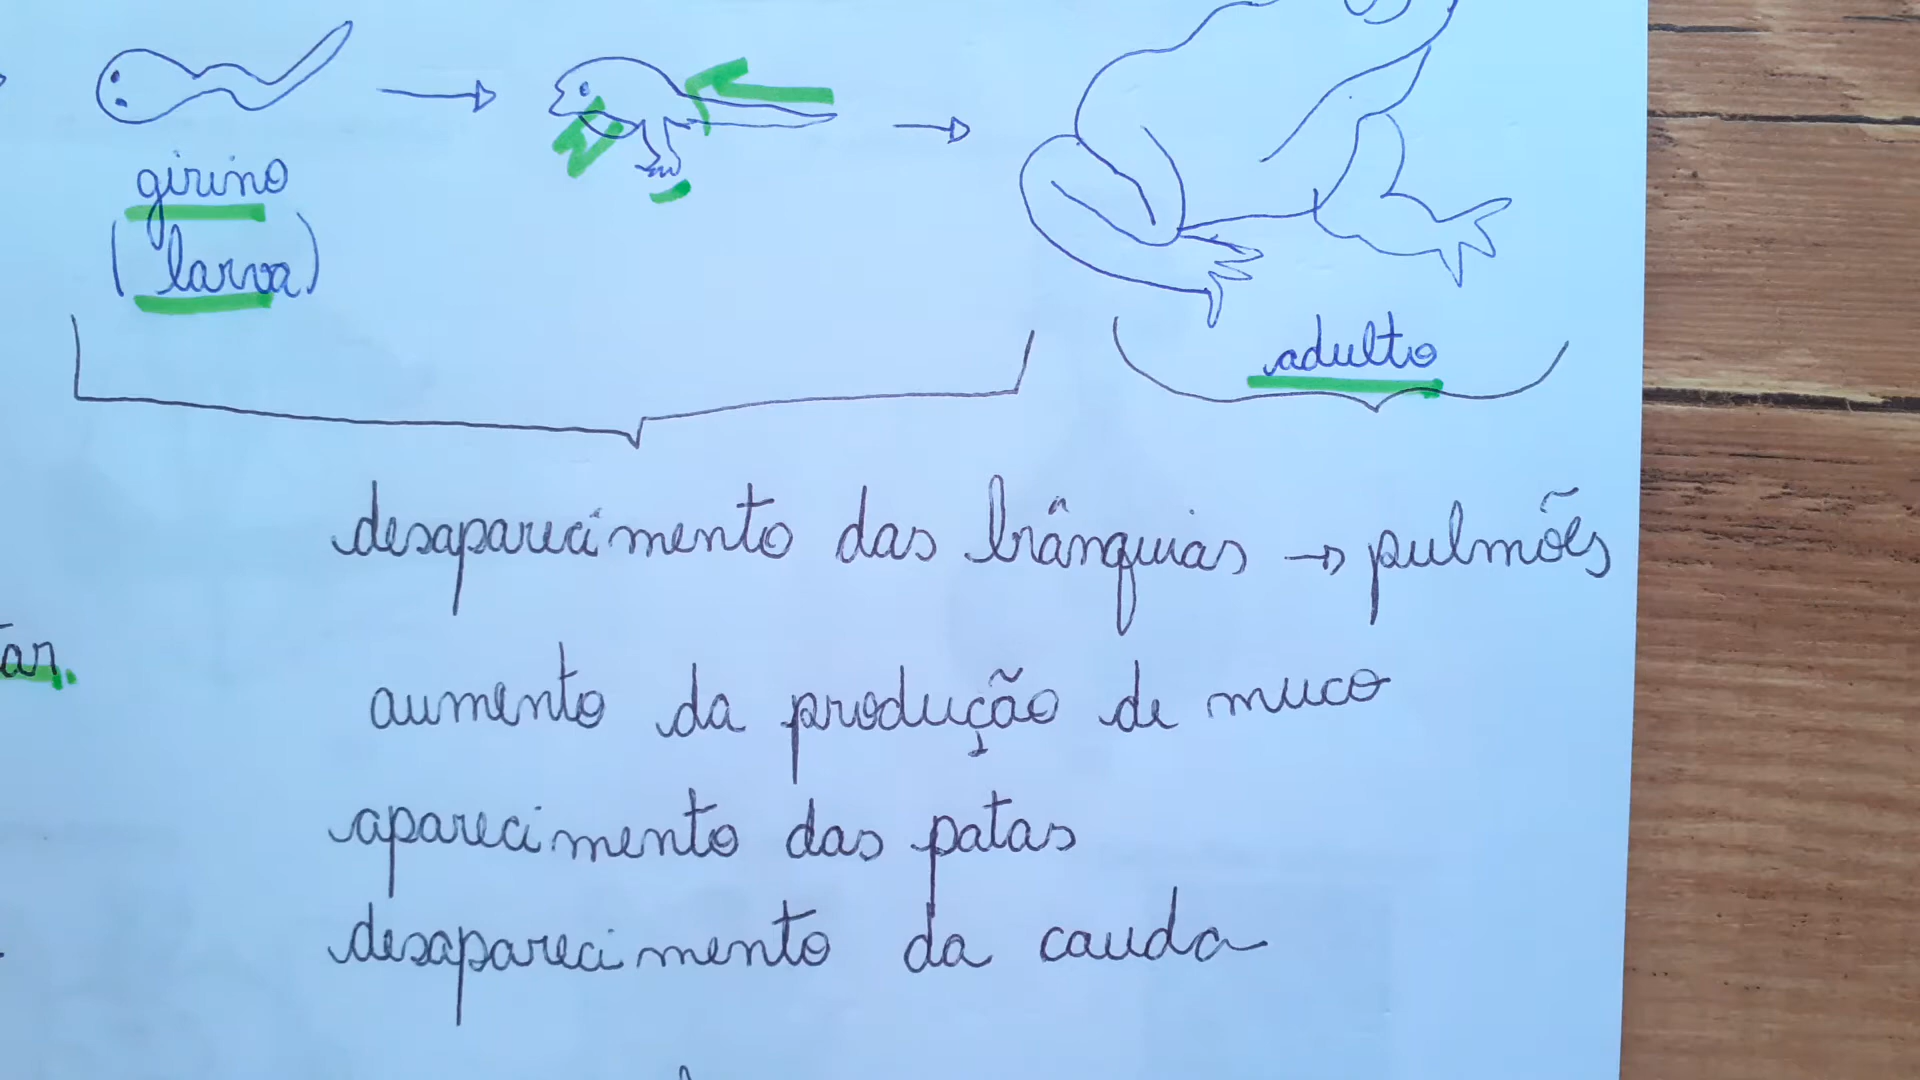 girino
(larva)
adulto
desaparecimento das brânquias → pulmões
aumento da produção de muco
aparecimento das patas
desaparecimento da cauda